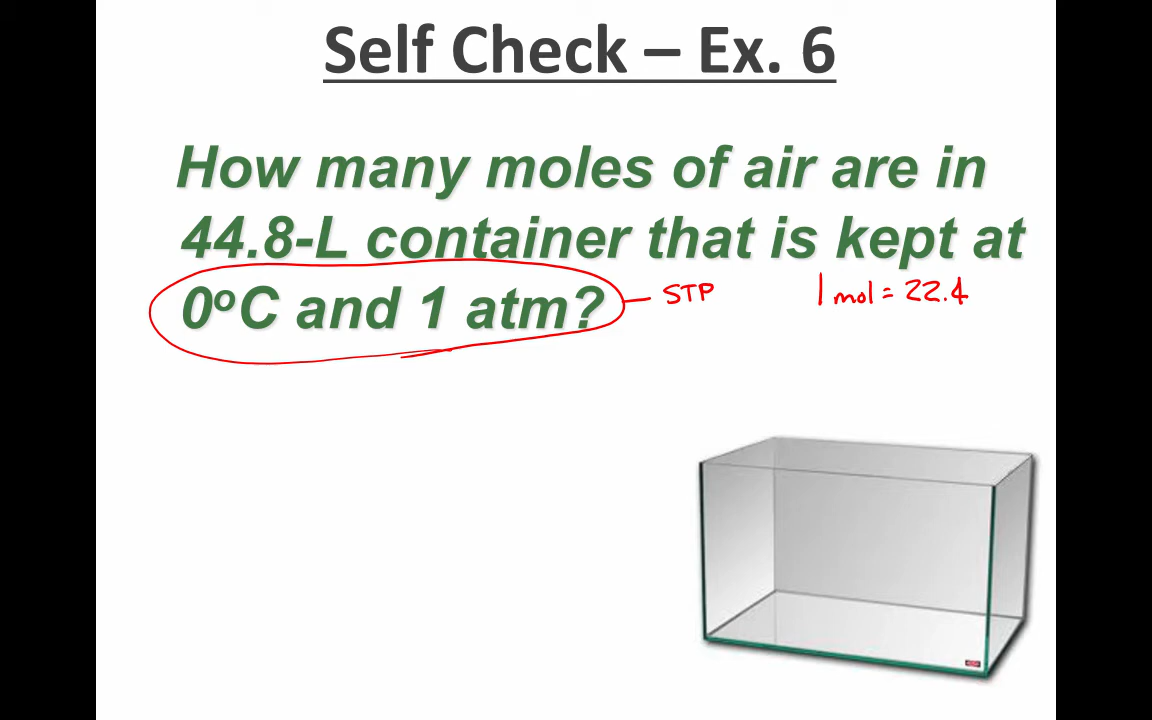 Self Check – Ex. 6
How many moles of air are in
44.8-L container that is kept at
0°C and 1 atm?
STP
1 mol = 22.4